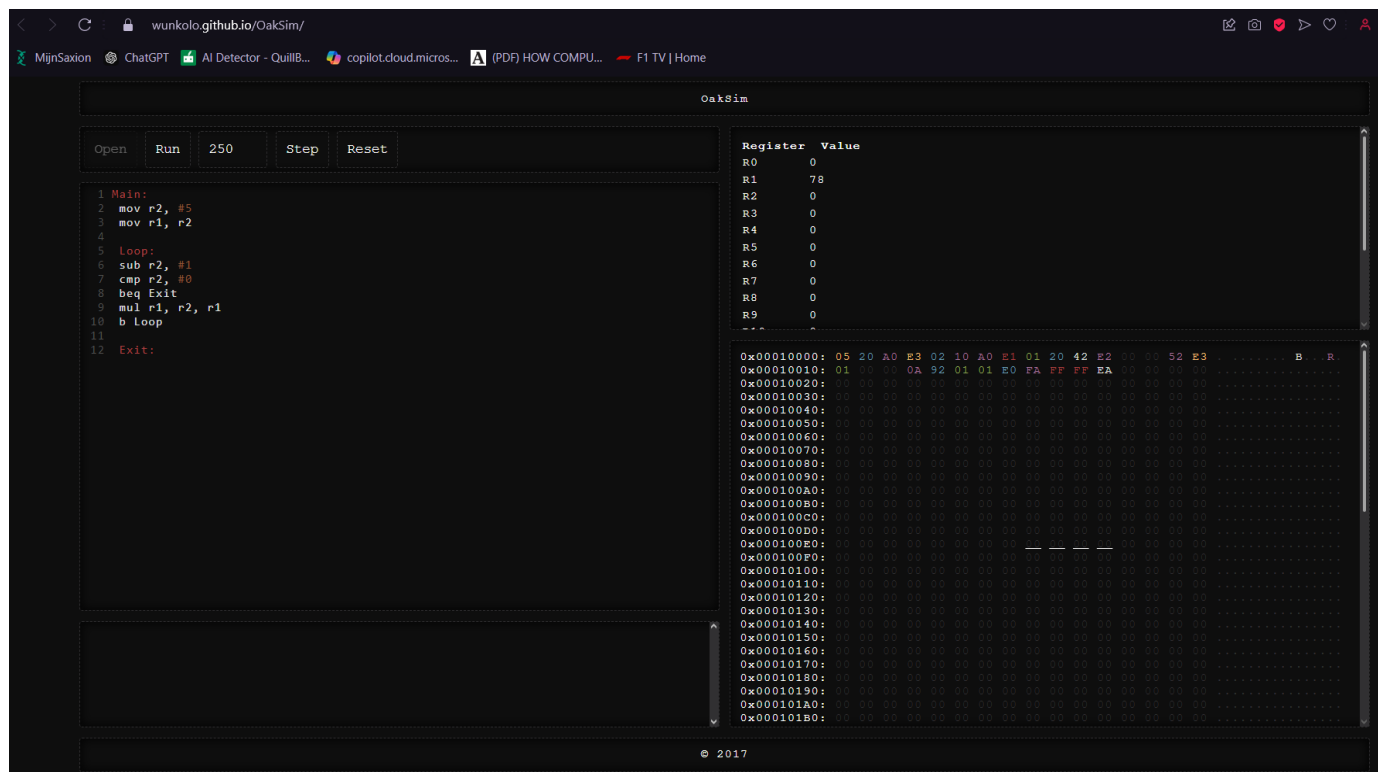 wunkolo.github.io/OakSim/
MijnSaxion ChatGPT AI Detector - QuillB... copilot.cloud.micros... A (PDF) HOW COMPU... F1 TV | Home
OakSim
Open Run 250 Step Reset
1 Main:
2 mov r2, #5
3 mov r1, r2
4
5 Loop:
6 sub r2, #1
7 cmp r2, #0
8 beq Exit
9 mul r1, r2, r1
10 b Loop
11
12 Exit:
Register Value
R0 0
R1 78
R2 0
R3 0
R4 0
R5 0
R6 0
R7 0
R8 0
R9 0
0x00010000: 05 20 A0 E3 02 10 A0 E1 01 20 42 E2 00 00 52 E3 . . . . . . . . . . B . . . R .
0x00010010: 01 00 00 0A 92 01 01 E0 FA FF FF EA 00 00 00 00 . . . . . . . . . . . . . . . .
0x00010020: 00 00 00 00 00 00 00 00 00 00 00 00 00 00 00 00 . . . . . . . . . . . . . . . .
0x00010030: 00 00 00 00 00 00 00 00 00 00 00 00 00 00 00 00 . . . . . . . . . . . . . . . .
0x00010040: 00 00 00 00 00 00 00 00 00 00 00 00 00 00 00 00 . . . . . . . . . . . . . . . .
0x00010050: 00 00 00 00 00 00 00 00 00 00 00 00 00 00 00 00 . . . . . . . . . . . . . . . .
0x00010060: 00 00 00 00 00 00 00 00 00 00 00 00 00 00 00 00 . . . . . . . . . . . . . . . .
0x00010070: 00 00 00 00 00 00 00 00 00 00 00 00 00 00 00 00 . . . . . . . . . . . . . . . .
0x00010080: 00 00 00 00 00 00 00 00 00 00 00 00 00 00 00 00 . . . . . . . . . . . . . . . .
0x00010090: 00 00 00 00 00 00 00 00 00 00 00 00 00 00 00 00 . . . . . . . . . . . . . . . .
0x000100A0: 00 00 00 00 00 00 00 00 00 00 00 00 00 00 00 00 . . . . . . . . . . . . . . . .
0x000100B0: 00 00 00 00 00 00 00 00 00 00 00 00 00 00 00 00 . . . . . . . . . . . . . . . .
0x000100C0: 00 00 00 00 00 00 00 00 00 00 00 00 00 00 00 00 . . . . . . . . . . . . . . . .
0x000100D0: 00 00 00 00 00 00 00 00 00 00 00 00 00 00 00 00 . . . . . . . . . . . . . . . .
0x000100E0: 00 00 00 00 00 00 00 00 00 00 00 00 00 00 00 00 . . . . . . . . . . . . . . . .
0x000100F0: 00 00 00 00 00 00 00 00 00 00 00 00 00 00 00 00 . . . . . . . . . . . . . . . .
0x00010100: 00 00 00 00 00 00 00 00 00 00 00 00 00 00 00 00 . . . . . . . . . . . . . . . .
0x00010110: 00 00 00 00 00 00 00 00 00 00 00 00 00 00 00 00 . . . . . . . . . . . . . . . .
0x00010120: 00 00 00 00 00 00 00 00 00 00 00 00 00 00 00 00 . . . . . . . . . . . . . . . .
0x00010130: 00 00 00 00 00 00 00 00 00 00 00 00 00 00 00 00 . . . . . . . . . . . . . . . .
0x00010140: 00 00 00 00 00 00 00 00 00 00 00 00 00 00 00 00 . . . . . . . . . . . . . . . .
0x00010150: 00 00 00 00 00 00 00 00 00 00 00 00 00 00 00 00 . . . . . . . . . . . . . . . .
0x00010160: 00 00 00 00 00 00 00 00 00 00 00 00 00 00 00 00 . . . . . . . . . . . . . . . .
0x00010170: 00 00 00 00 00 00 00 00 00 00 00 00 00 00 00 00 . . . . . . . . . . . . . . . .
0x00010180: 00 00 00 00 00 00 00 00 00 00 00 00 00 00 00 00 . . . . . . . . . . . . . . . .
0x00010190: 00 00 00 00 00 00 00 00 00 00 00 00 00 00 00 00 . . . . . . . . . . . . . . . .
0x000101A0: 00 00 00 00 00 00 00 00 00 00 00 00 00 00 00 00 . . . . . . . . . . . . . . . .
0x000101B0: 00 00 00 00 00 00 00 00 00 00 00 00 00 00 00 00 . . . . . . . . . . . . . . . .
© 2017